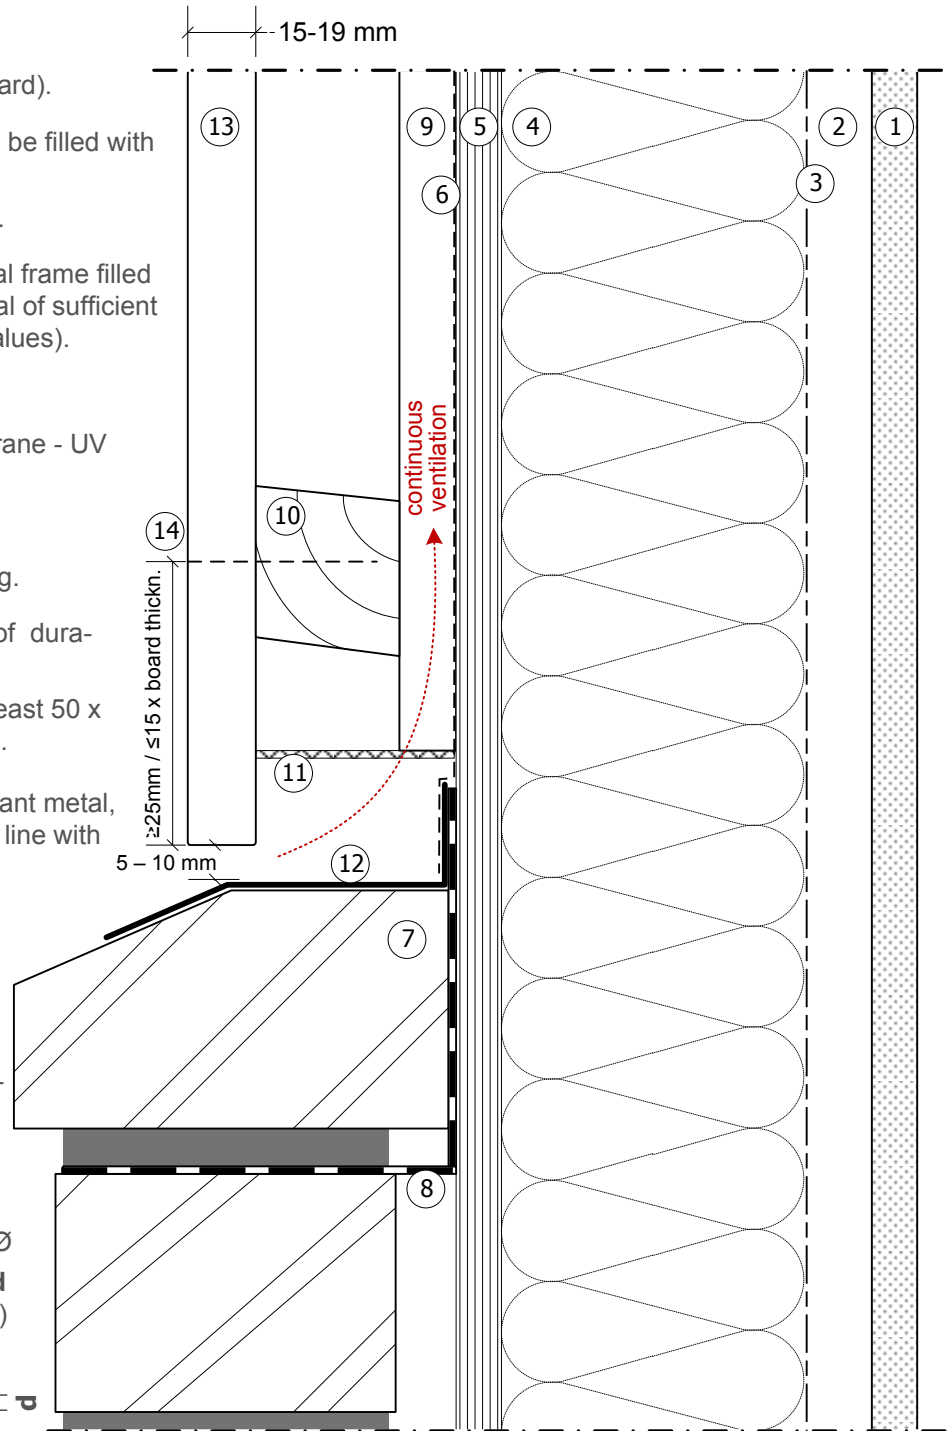 15-19 mm
ard).
be filled with
.
al frame filled
al of sufficient
alues).
rane - UV
g.
of dura-
east 50 x
.
ant metal,
line with
-
Ø
d
)
d
13
9
5
4
2
1
6
3
continuous
ventilation
10
14
≥25mm / ≤15 x board thickn.
11
5 – 10 mm
12
7
8